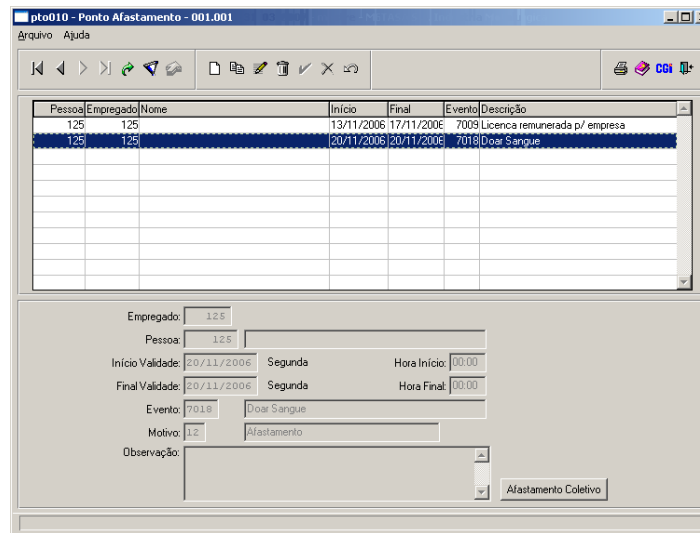 pto010 - Ponto Afastamento - 001.001
Arquivo Ajuda
CGi
Pessoa Empregado Nome Início Final Evento Descrição
125 125 13/11/2006 17/11/2006 7009 Licenca remunerada p/ empresa
125 125 20/11/2006 20/11/2006 7018 Doar Sangue
Empregado: 125
Pessoa: 125
Início Validade: 20/11/2006 Segunda Hora Início: 00:00
Final Validade: 20/11/2006 Segunda Hora Final: 00:00
Evento: 7018 Doar Sangue
Motivo: 12 Afastamento
Observação:
Afastamento Coletivo